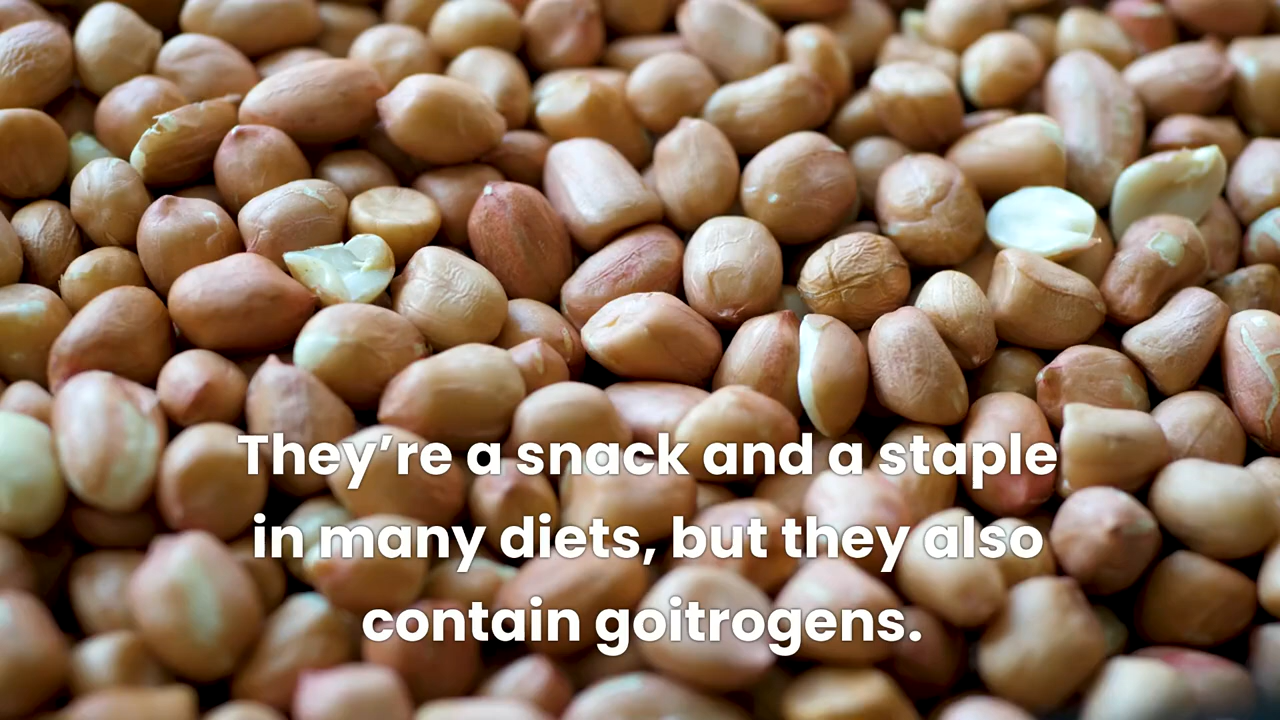 They’re a snack and a staple
in many diets, but they also
contain goitrogens.